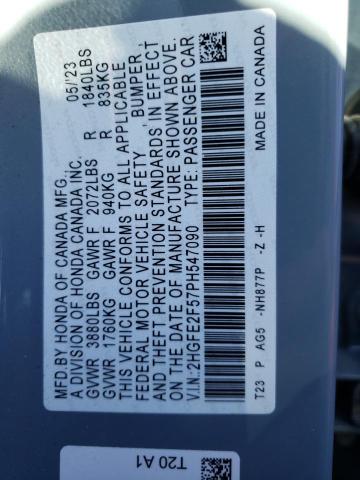 MFD.BY HONDA OF CANADA MFG., 05/'23
A DIVISION OF HONDA CANADA INC.
GVWR 3880LBS GAWR F 2072LBS R 1840LBS
GVWR 1760KG GAWR F 940KG R 835KG
THIS VEHICLE CONFORMS TO ALL APPLICABLE
FEDERAL MOTOR VEHICLE SAFETY , BUMPER,
AND THEFT PREVENTION STANDARDS IN EFFECT
ON THE DATE OF MANUFACTURE SHOWN ABOVE.
V.I.N.:2HGFE2F57PH547090 TYPE: PASSENGER CAR
T23 P AG5 -NH877P -Z -H MADE IN CANADA
T20 A1